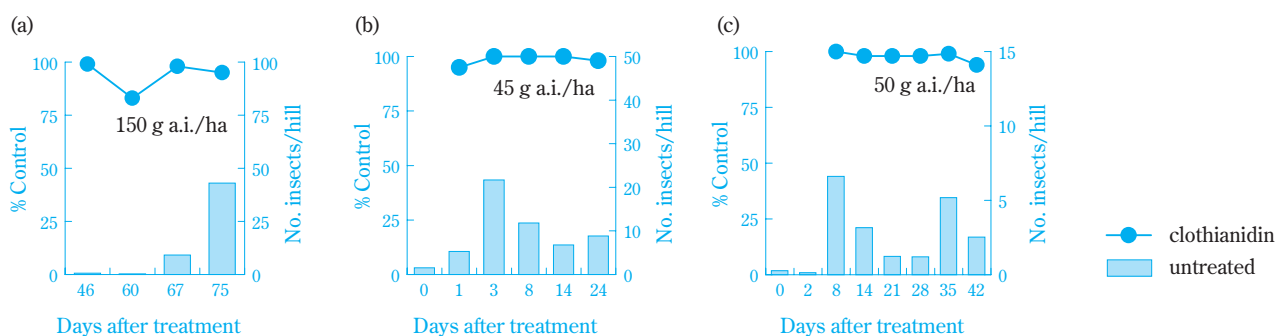 (a)
% Control
100
75
50
25
0
150 g a.i./ha
100
75
50
25
0
No. insects/hill
46 60 67 75
Days after treatment
(b)
% Control
100
75
50
25
0
45 g a.i./ha
50
40
30
20
10
0
No. insects/hill
0 1 3 8 14 24
Days after treatment
(c)
% Control
100
75
50
25
0
50 g a.i./ha
15
10
5
0
No. insects/hill
0 2 8 14 21 28 35 42
Days after treatment
clothianidin
untreated